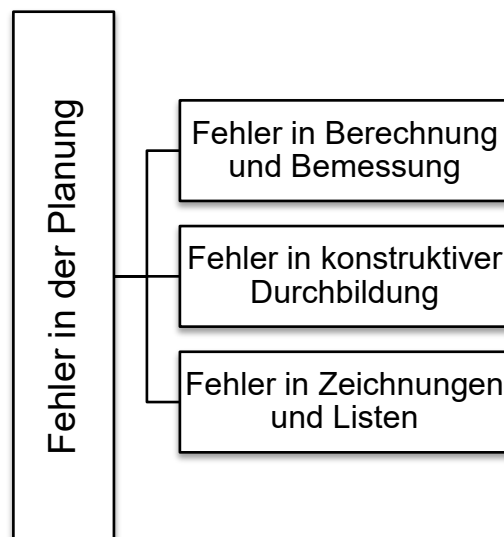 Fehler in der Planung
Fehler in Berechnung
und Bemessung
Fehler in konstruktiver
Durchbildung
Fehler in Zeichnungen
und Listen